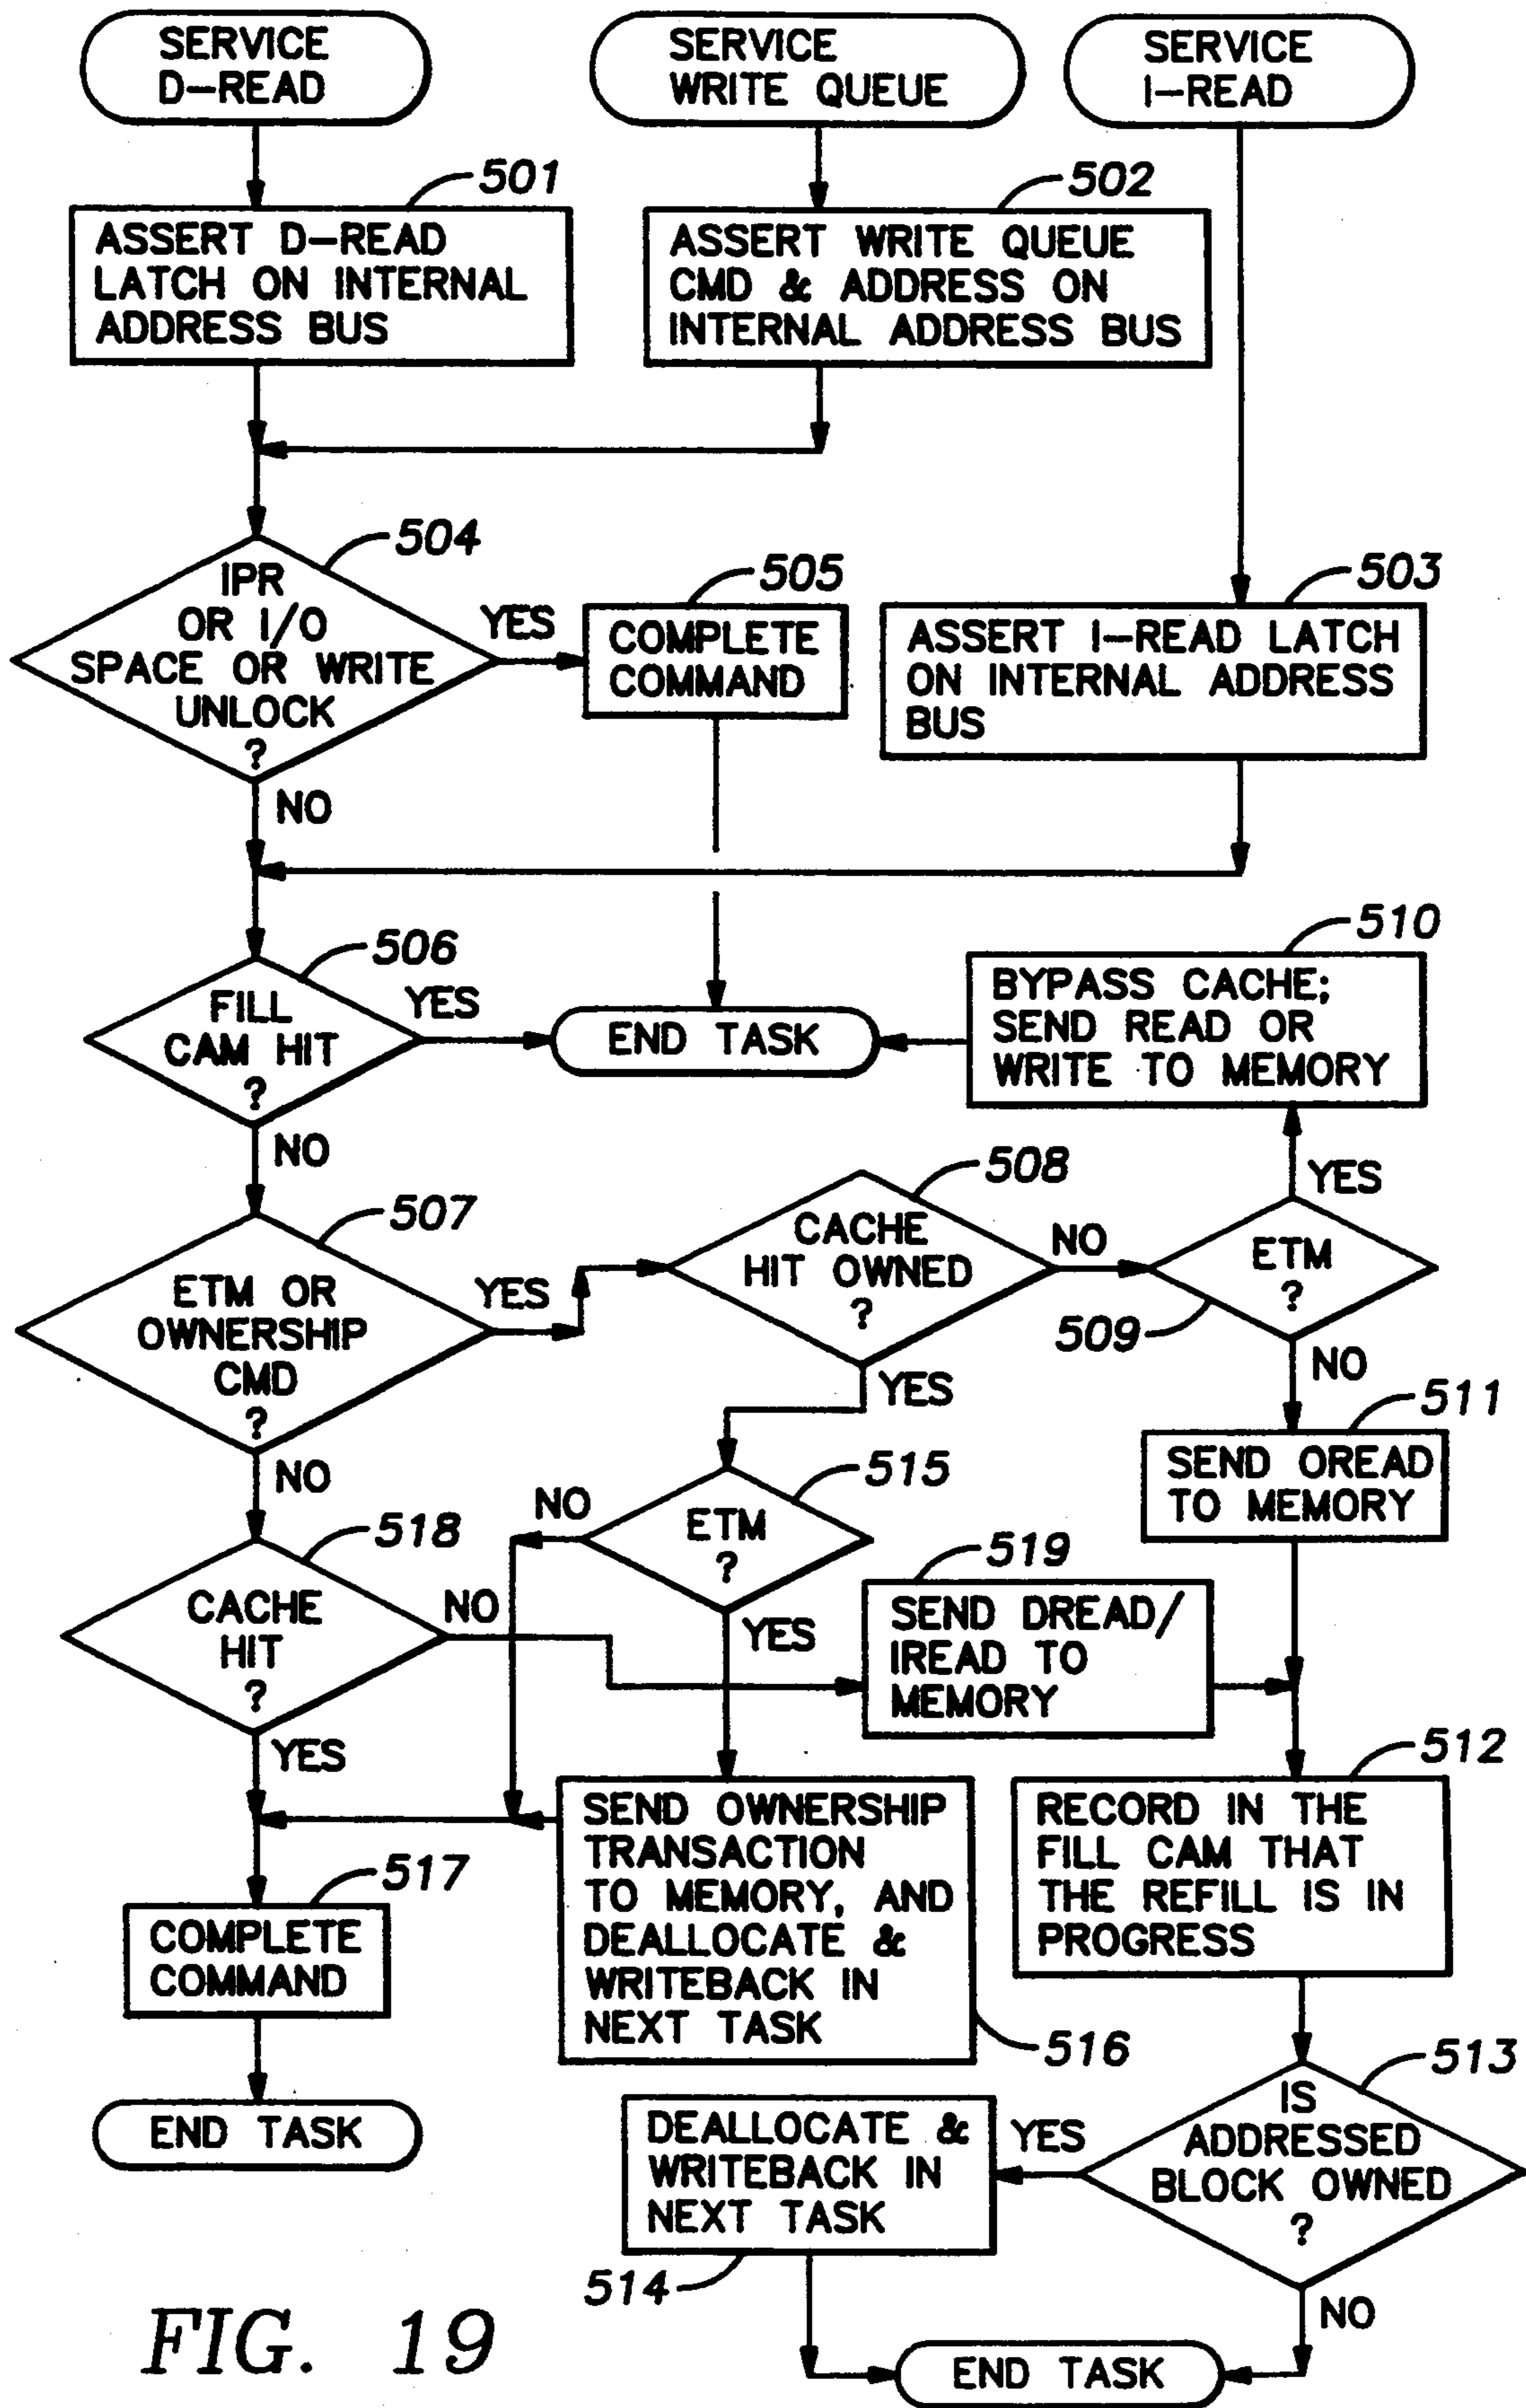 SERVICE
D-READ
SERVICE
WRITE QUEUE
SERVICE
I-READ
501
ASSERT D-READ
LATCH ON INTERNAL
ADDRESS BUS
502
ASSERT WRITE QUEUE
CMD & ADDRESS ON
INTERNAL ADDRESS BUS
504
IPR
OR I/O
SPACE OR WRITE
UNLOCK
?
YES
NO
505
COMPLETE
COMMAND
503
ASSERT I-READ LATCH
ON INTERNAL ADDRESS
BUS
506
FILL
CAM HIT
?
YES
NO
END TASK
510
BYPASS CACHE;
SEND READ OR
WRITE TO MEMORY
507
ETM OR
OWNERSHIP
CMD
?
YES
NO
508
CACHE
HIT OWNED
?
NO
YES
YES
ETM
?
509
NO
511
SEND OREAD
TO MEMORY
515
NO
ETM
?
YES
518
CACHE
HIT
?
NO
YES
519
SEND DREAD/
IREAD TO
MEMORY
512
RECORD IN THE
FILL CAM THAT
THE REFILL IS IN
PROGRESS
SEND OWNERSHIP
TRANSACTION
TO MEMORY, AND
DEALLOCATE &
WRITEBACK IN
NEXT TASK
516
517
COMPLETE
COMMAND
END TASK
513
IS
ADDRESSED
BLOCK OWNED
?
YES
NO
DEALLOCATE &
WRITEBACK IN
NEXT TASK
514
END TASK
FIG. 19